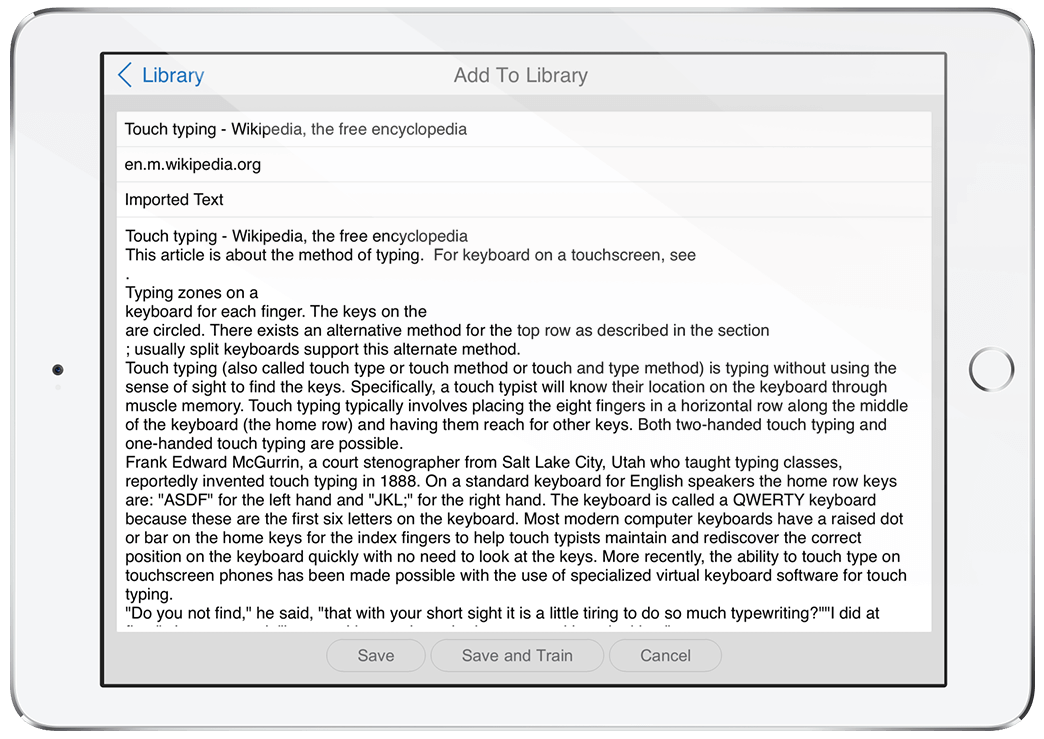 Library
Add To Library
Touch typing - Wikipedia, the free encyclopedia
en.m.wikipedia.org
Imported Text
Touch typing - Wikipedia, the free encyclopedia
This article is about the method of typing.  For keyboard on a touchscreen, see
.
Typing zones on a
keyboard for each finger. The keys on the
are circled. There exists an alternative method for the top row as described in the section
; usually split keyboards support this alternate method.
Touch typing (also called touch type or touch method or touch and type method) is typing without using the
sense of sight to find the keys. Specifically, a touch typist will know their location on the keyboard through
muscle memory. Touch typing typically involves placing the eight fingers in a horizontal row along the middle
of the keyboard (the home row) and having them reach for other keys. Both two-handed touch typing and
one-handed touch typing are possible.
Frank Edward McGurrin, a court stenographer from Salt Lake City, Utah who taught typing classes,
reportedly invented touch typing in 1888. On a standard keyboard for English speakers the home row keys
are: "ASDF" for the left hand and "JKL;" for the right hand. The keyboard is called a QWERTY keyboard
because these are the first six letters on the keyboard. Most modern computer keyboards have a raised dot
or bar on the home keys for the index fingers to help touch typists maintain and rediscover the correct
position on the keyboard quickly with no need to look at the keys. More recently, the ability to touch type on
touchscreen phones has been made possible with the use of specialized virtual keyboard software for touch
typing.
"Do you not find," he said, "that with your short sight it is a little tiring to do so much typewriting?""I did at
Save
Save and Train
Cancel